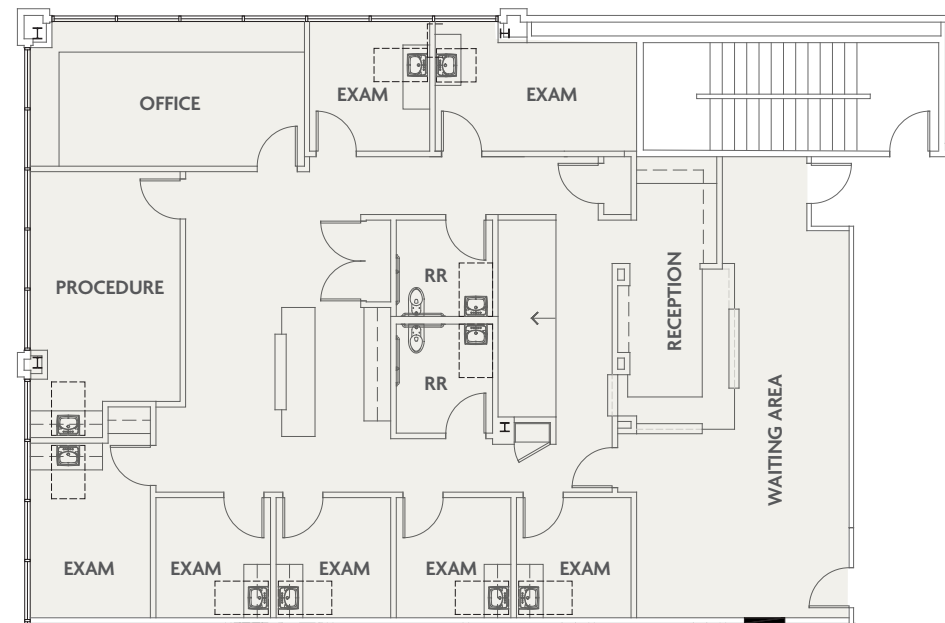 OFFICE
EXAM
EXAM
PROCEDURE
RR
RECEPTION
RR
WAITING AREA
EXAM
EXAM
EXAM
EXAM
EXAM